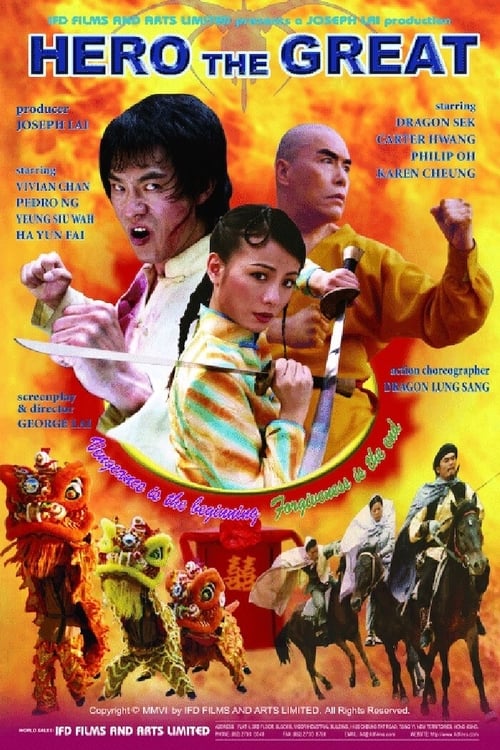 IFD FILMS AND ARTS LIMITED presents a JOSEPH LAI production
HERO THE GREAT
producer
JOSEPH LAI
starring
VIVIAN CHAN
PEDRO NG
YEUNG SIU WAH
HA YUN FAI
starring
DRAGON SEK
CARTER HWANG
PHILIP OH
KAREN CHEUNG
screenplay
& director
GEORGE LAI
action choreographer
DRAGON LUNG SANG
Vengeance is the beginning Forgiveness is the end
囍
Copyright © MMVI by IFD FILMS AND ARTS LIMITED. All Rights Reserved.
WORLD SALES: IFD FILMS AND ARTS LIMITED